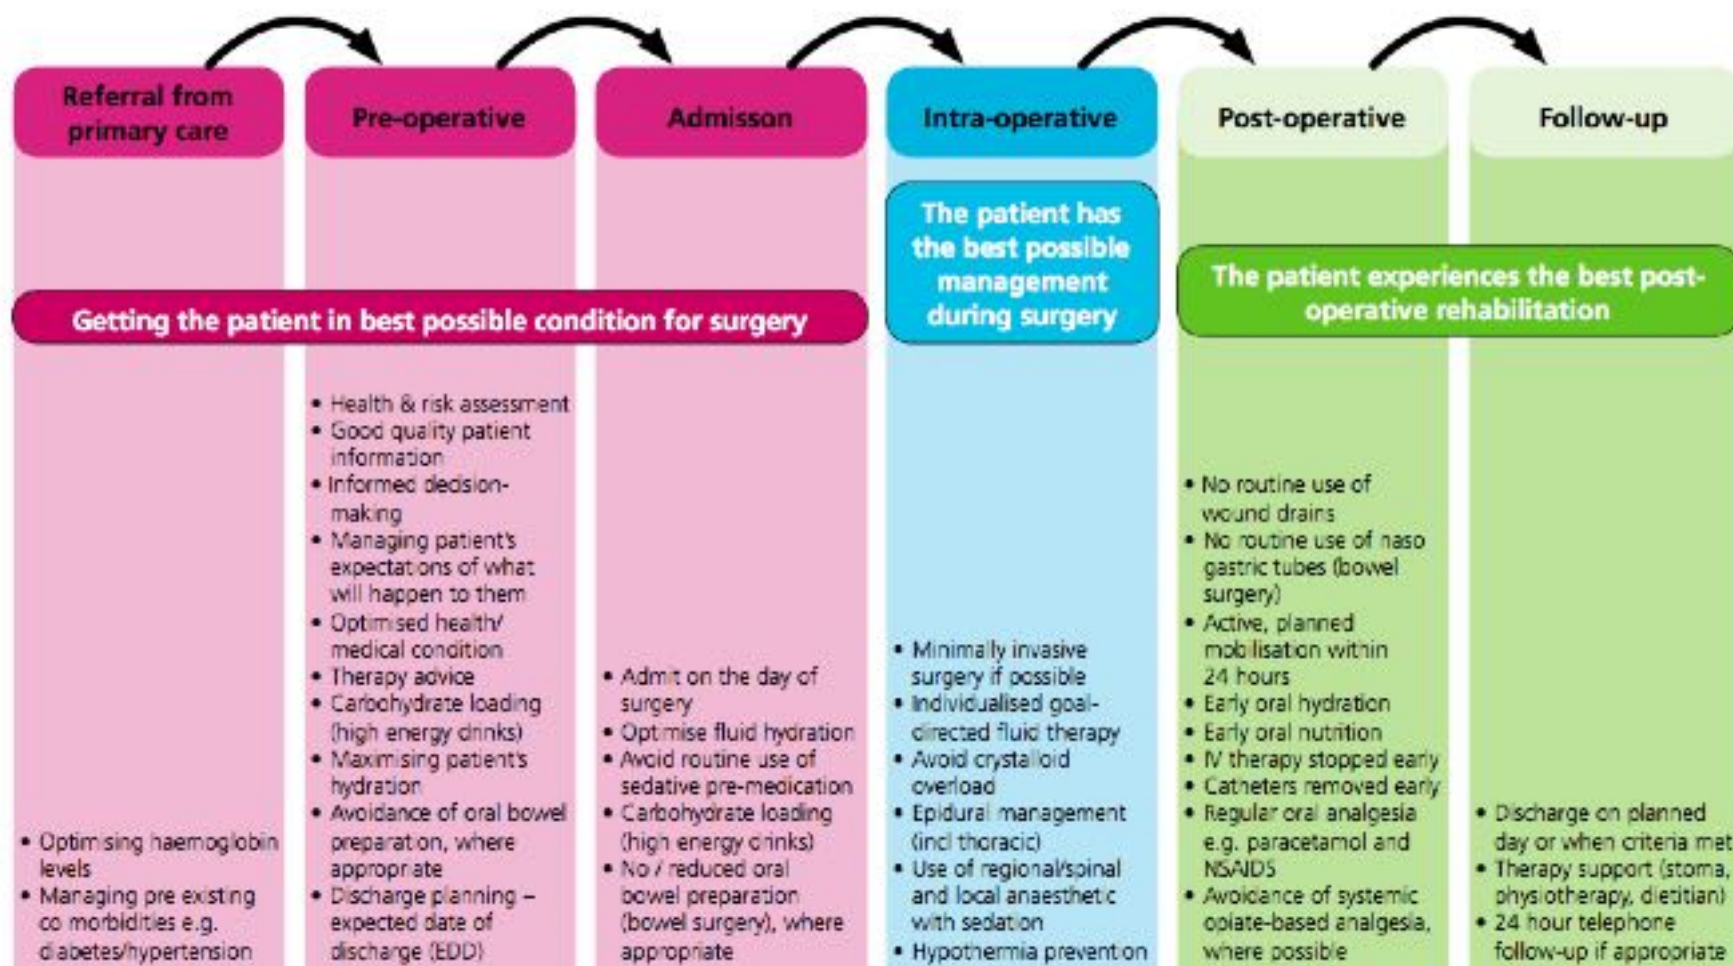 Referral from
primary care
Pre-operative
Admisson
Intra-operative
Post-operative
Follow-up
Getting the patient in best possible condition for surgery
The patient has
the best possible
management
during surgery
The patient experiences the best post-
operative rehabilitation
• Optimising haemoglobin
levels
• Managing pre existing
co morbidities e.g.
diabetes/hypertension
• Health & risk assessment
• Good quality patient
information
• Informed decision-
making
• Managing patient's
expectations of what
will happen to them
• Optimised health/
medical condition
• Therapy advice
• Carbohydrate loading
(high energy drinks)
• Maximising patient's
hydration
• Avoidance of oral bowel
preparation, where
appropriate
• Discharge planning –
expected date of
discharge (EDD)
• Admit on the day of
surgery
• Optimise fluid hydration
• Avoid routine use of
sedative pre-medication
• Carbohydrate loading
(high energy drinks)
• No / reduced oral
bowel preparation
(bowel surgery), where
appropriate
• Minimally invasive
surgery if possible
• Individualised goal-
directed fluid therapy
• Avoid crystalloid
overload
• Epidural management
(incl thoracic)
• Use of regional/spinal
and local anaesthetic
with sedation
• Hypothermia prevention
• No routine use of
wound drains
• No routine use of naso
gastric tubes (bowel
surgery)
• Active, planned
mobilisation within
24 hours
• Early oral hydration
• Early oral nutrition
• IV therapy stopped early
• Catheters removed early
• Regular oral analgesia
e.g. paracetamol and
NSAIDS
• Avoidance of systemic
opiate-based analgesia,
where possible
• Discharge on planned
day or when criteria met
• Therapy support (stoma,
physiotherapy, dietitian)
• 24 hour telephone
follow-up if appropriate